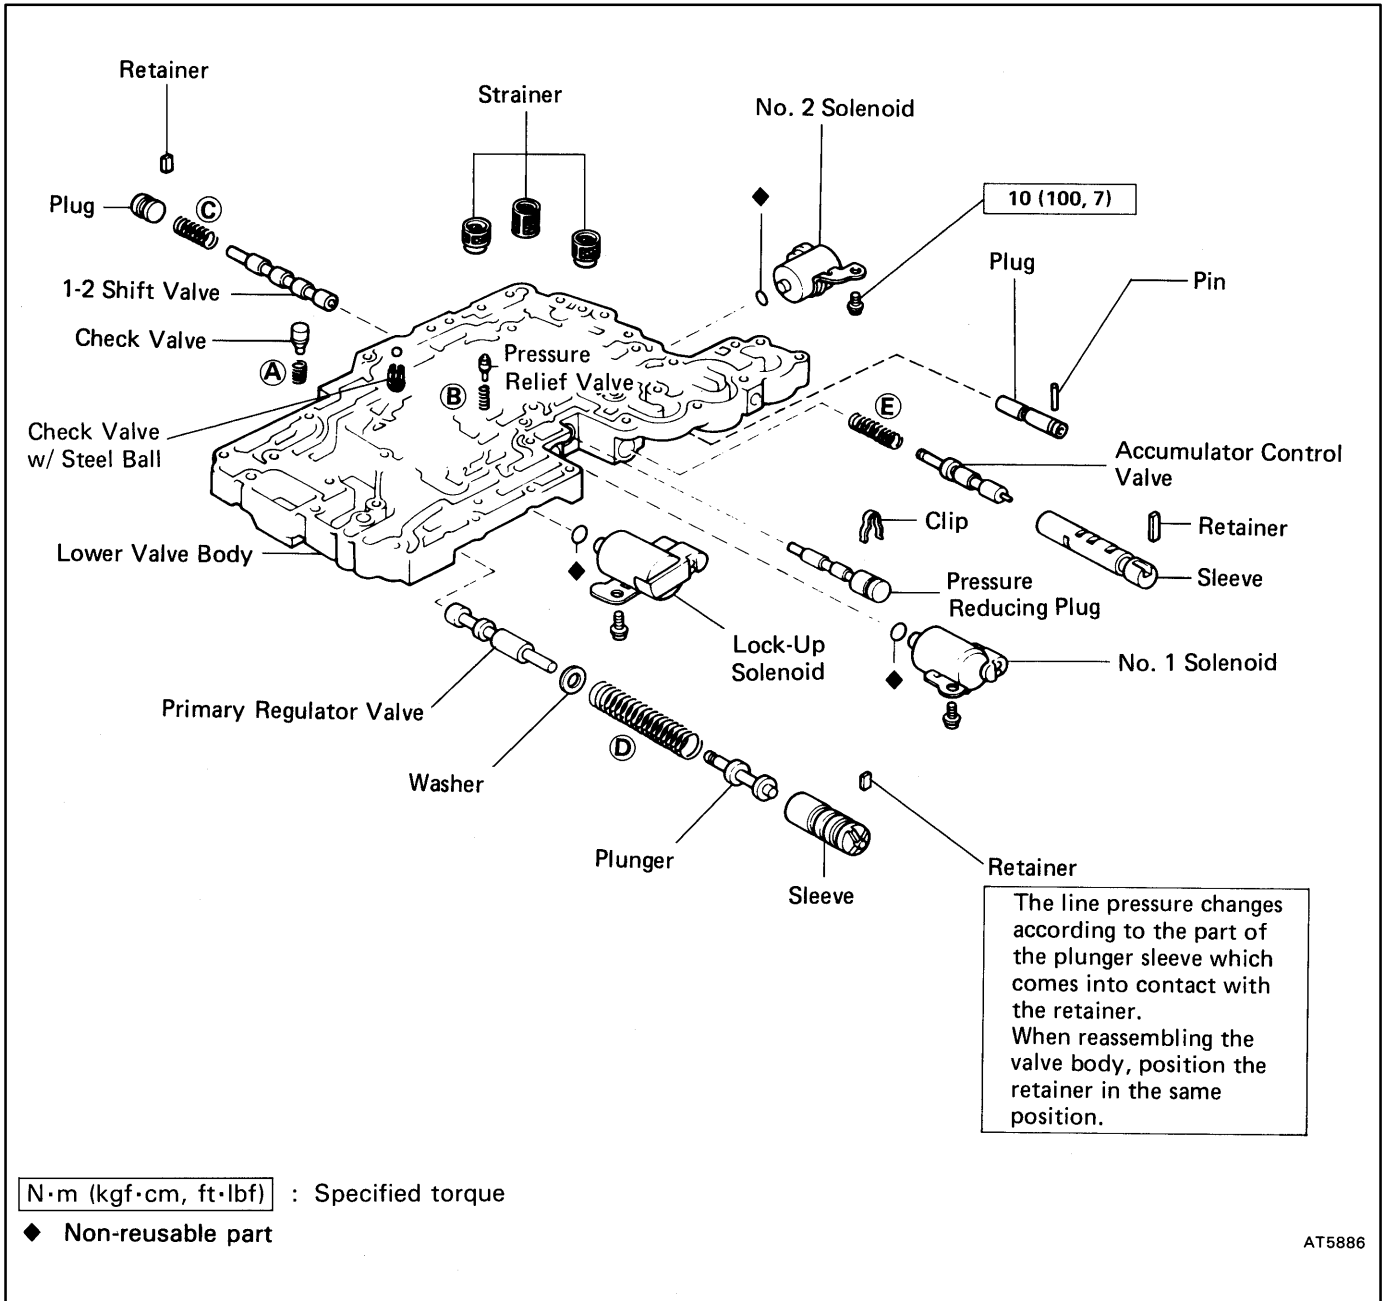 Retainer
Strainer
No. 2 Solenoid
◆
10 (100, 7)
Plug
C
Plug
Pin
1-2 Shift Valve
Check Valve
A
Pressure
Relief Valve
B
E
Check Valve
w/ Steel Ball
Accumulator Control
Valve
Clip
Retainer
Lower Valve Body
◆
Sleeve
Pressure
Reducing Plug
Lock-Up
Solenoid
◆
No. 1 Solenoid
Primary Regulator Valve
D
Washer
Plunger
Sleeve
Retainer
The line pressure changes
according to the part of
the plunger sleeve which
comes into contact with
the retainer.
When reassembling the
valve body, position the
retainer in the same
position.
N·m (kgf·cm, ft·lbf) : Specified torque
◆ Non-reusable part
AT5886